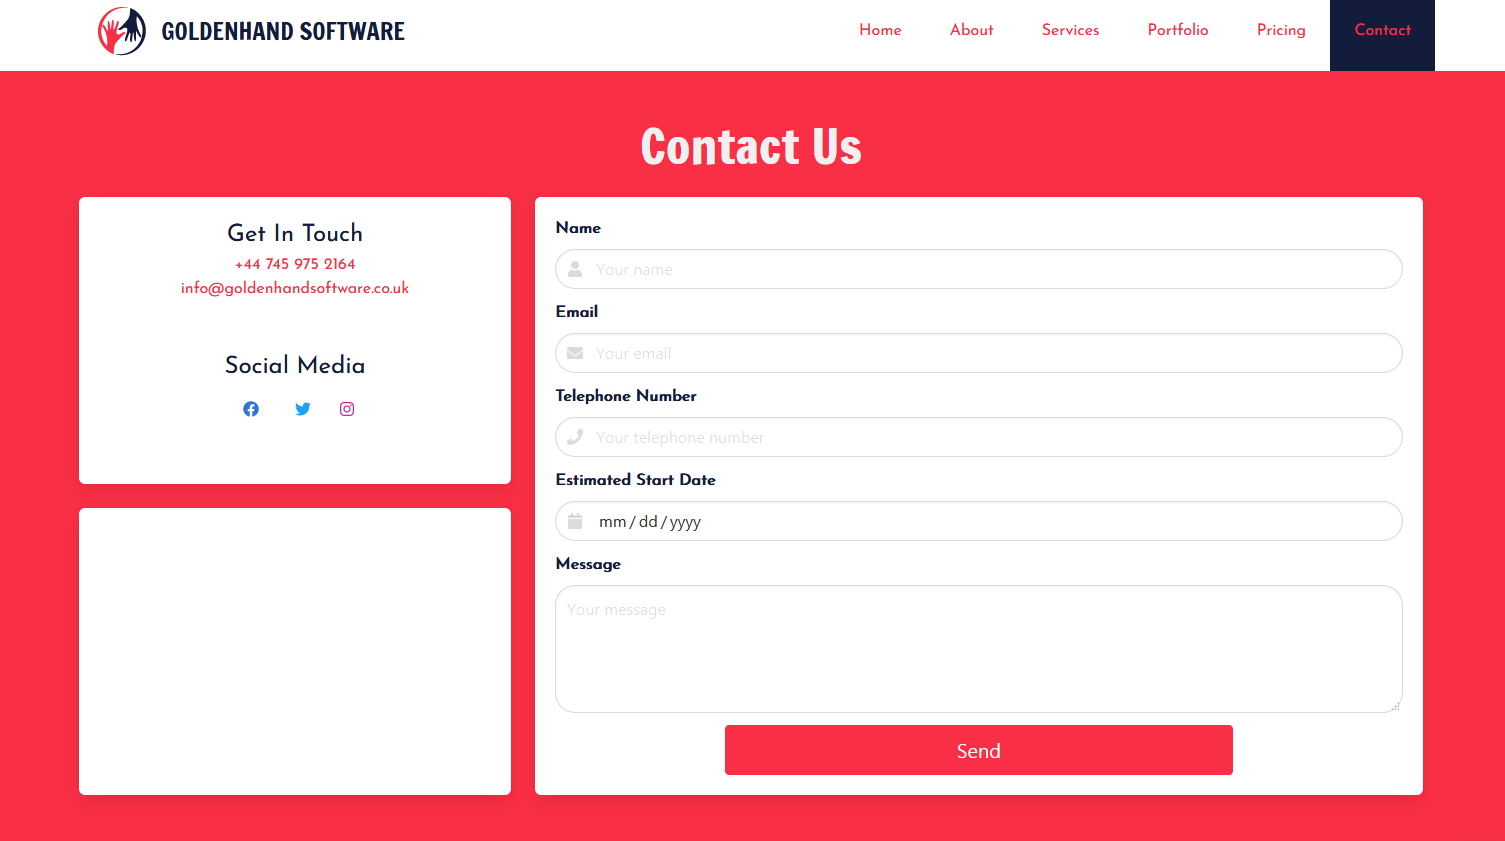 GOLDENHAND SOFTWARE
Home About Services Portfolio Pricing Contact
Contact Us
Get In Touch
+44 745 975 2164
info@goldenhandsoftware.co.uk
Social Media
Name
Your name
Email
Your email
Telephone Number
Your telephone number
Estimated Start Date
mm/dd/yyyy
Message
Your message
Send